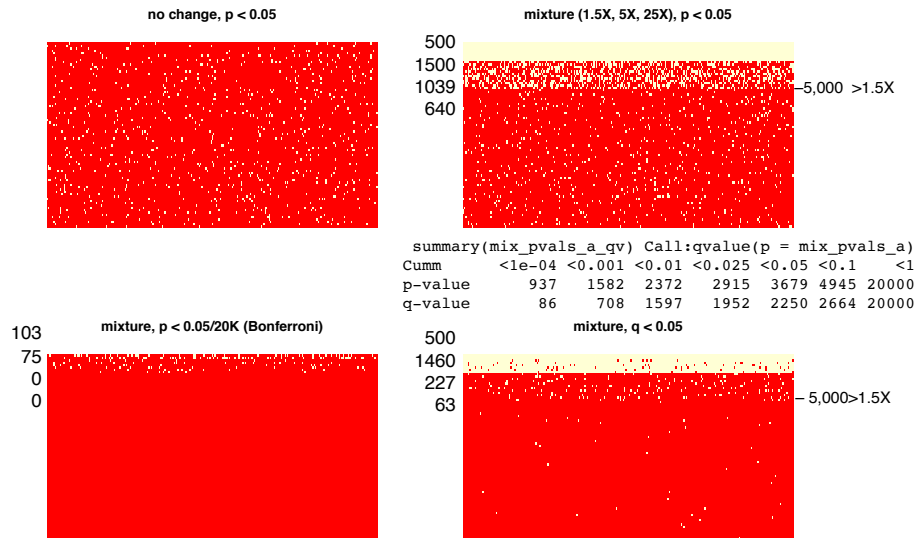 no change, p < 0.05
mixture (1.5X, 5X, 25X), p < 0.05
500
1500
1039
640
–5,000 >1.5X
summary(mix_pvals_a_qv) Call:qvalue(p = mix_pvals_a)
Cumm <1e-04 <0.001 <0.01 <0.025 <0.05 <0.1 <1
p-value 937 1582 2372 2915 3679 4945 20000
q-value 86 708 1597 1952 2250 2664 20000
mixture, p < 0.05/20K (Bonferroni)
103
75
0
0
mixture, q < 0.05
500
1460
227
63
– 5,000>1.5X